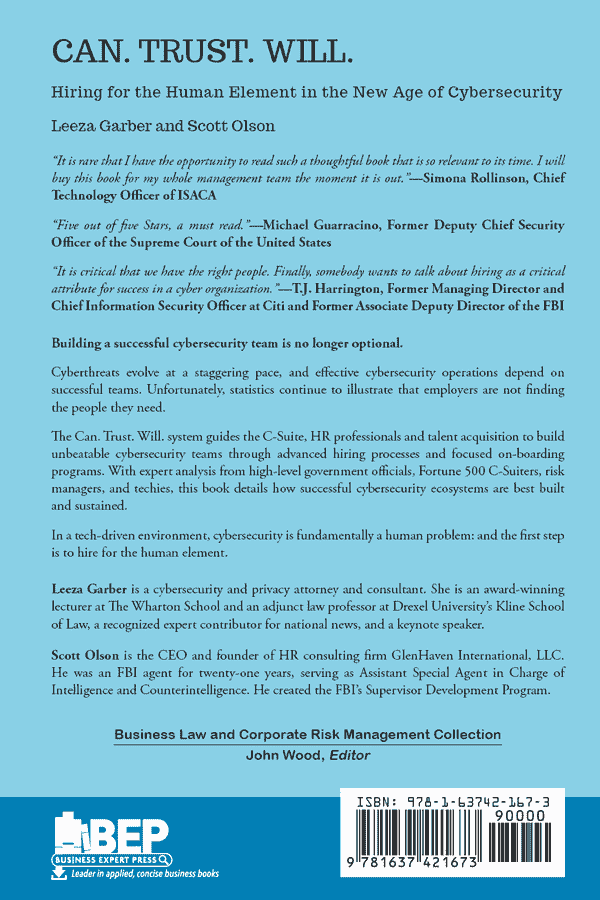 CAN. TRUST. WILL.
Hiring for the Human Element in the New Age of Cybersecurity
Leeza Garber and Scott Olson
“It is rare that I have the opportunity to read such a thoughtful book that is so relevant to its time. I will
buy this book for my whole management team the moment it is out.”—Simona Rollinson, Chief
Technology Officer of ISACA
“Five out of five Stars, a must read.”—Michael Guarracino, Former Deputy Chief Security
Officer of the Supreme Court of the United States
“It is critical that we have the right people. Finally, somebody wants to talk about hiring as a critical
attribute for success in a cyber organization.”—T.J. Harrington, Former Managing Director and
Chief Information Security Officer at Citi and Former Associate Deputy Director of the FBI
Building a successful cybersecurity team is no longer optional.
Cyberthreats evolve at a staggering pace, and effective cybersecurity operations depend on
successful teams. Unfortunately, statistics continue to illustrate that employers are not finding
the people they need.
The Can. Trust. Will. system guides the C-Suite, HR professionals and talent acquisition to build
unbeatable cybersecurity teams through advanced hiring processes and focused on-boarding
programs. With expert analysis from high-level government officials, Fortune 500 C-Suiters, risk
managers, and techies, this book details how successful cybersecurity ecosystems are best built
and sustained.
In a tech-driven environment, cybersecurity is fundamentally a human problem: and the first step
is to hire for the human element.
Leeza Garber is a cybersecurity and privacy attorney and consultant. She is an award-winning
lecturer at The Wharton School and an adjunct law professor at Drexel University’s Kline School
of Law, a recognized expert contributor for national news, and a keynote speaker.
Scott Olson is the CEO and founder of HR consulting firm GlenHaven International, LLC.
He was an FBI agent for twenty-one years, serving as Assistant Special Agent in Charge of
Intelligence and Counterintelligence. He created the FBI’s Supervisor Development Program.
Business Law and Corporate Risk Management Collection
John Wood, Editor
BEP
BUSINESS EXPERT PRESS
Leader in applied, concise business books
ISBN: 978-1-63742-167-3
90000
9 781637 421673